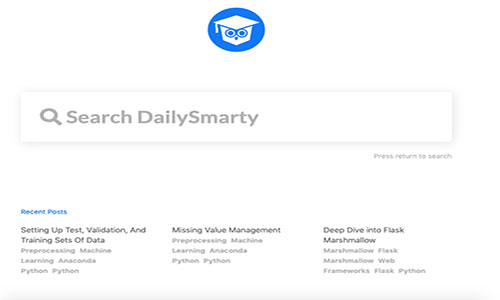 Search DailySmarty
Press return to search
Recent Posts
Setting Up Test, Validation, And
Training Sets Of Data
Preprocessing Machine
Learning Anaconda
Python Python
Missing Value Management
Preprocessing Machine
Learning Anaconda
Python Python
Deep Dive into Flask
Marshmallow
Marshmallow Flask
Marshmallow Web
Frameworks Flask Python